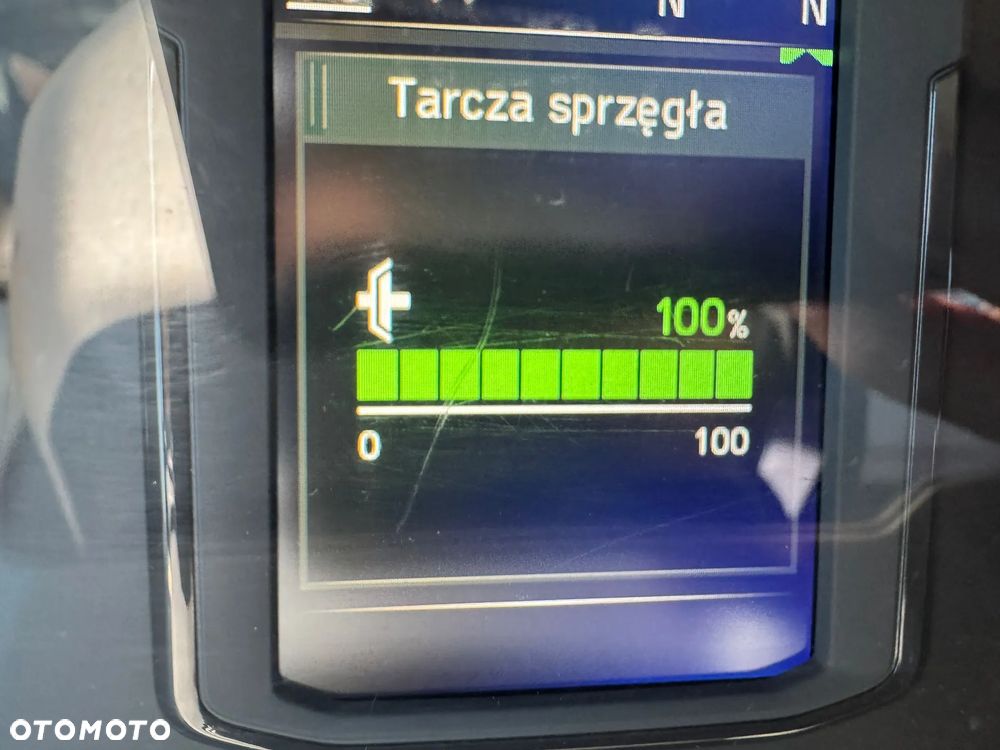 N N
Tarcza sprzęgła
100%
0 100
OTOMOTO